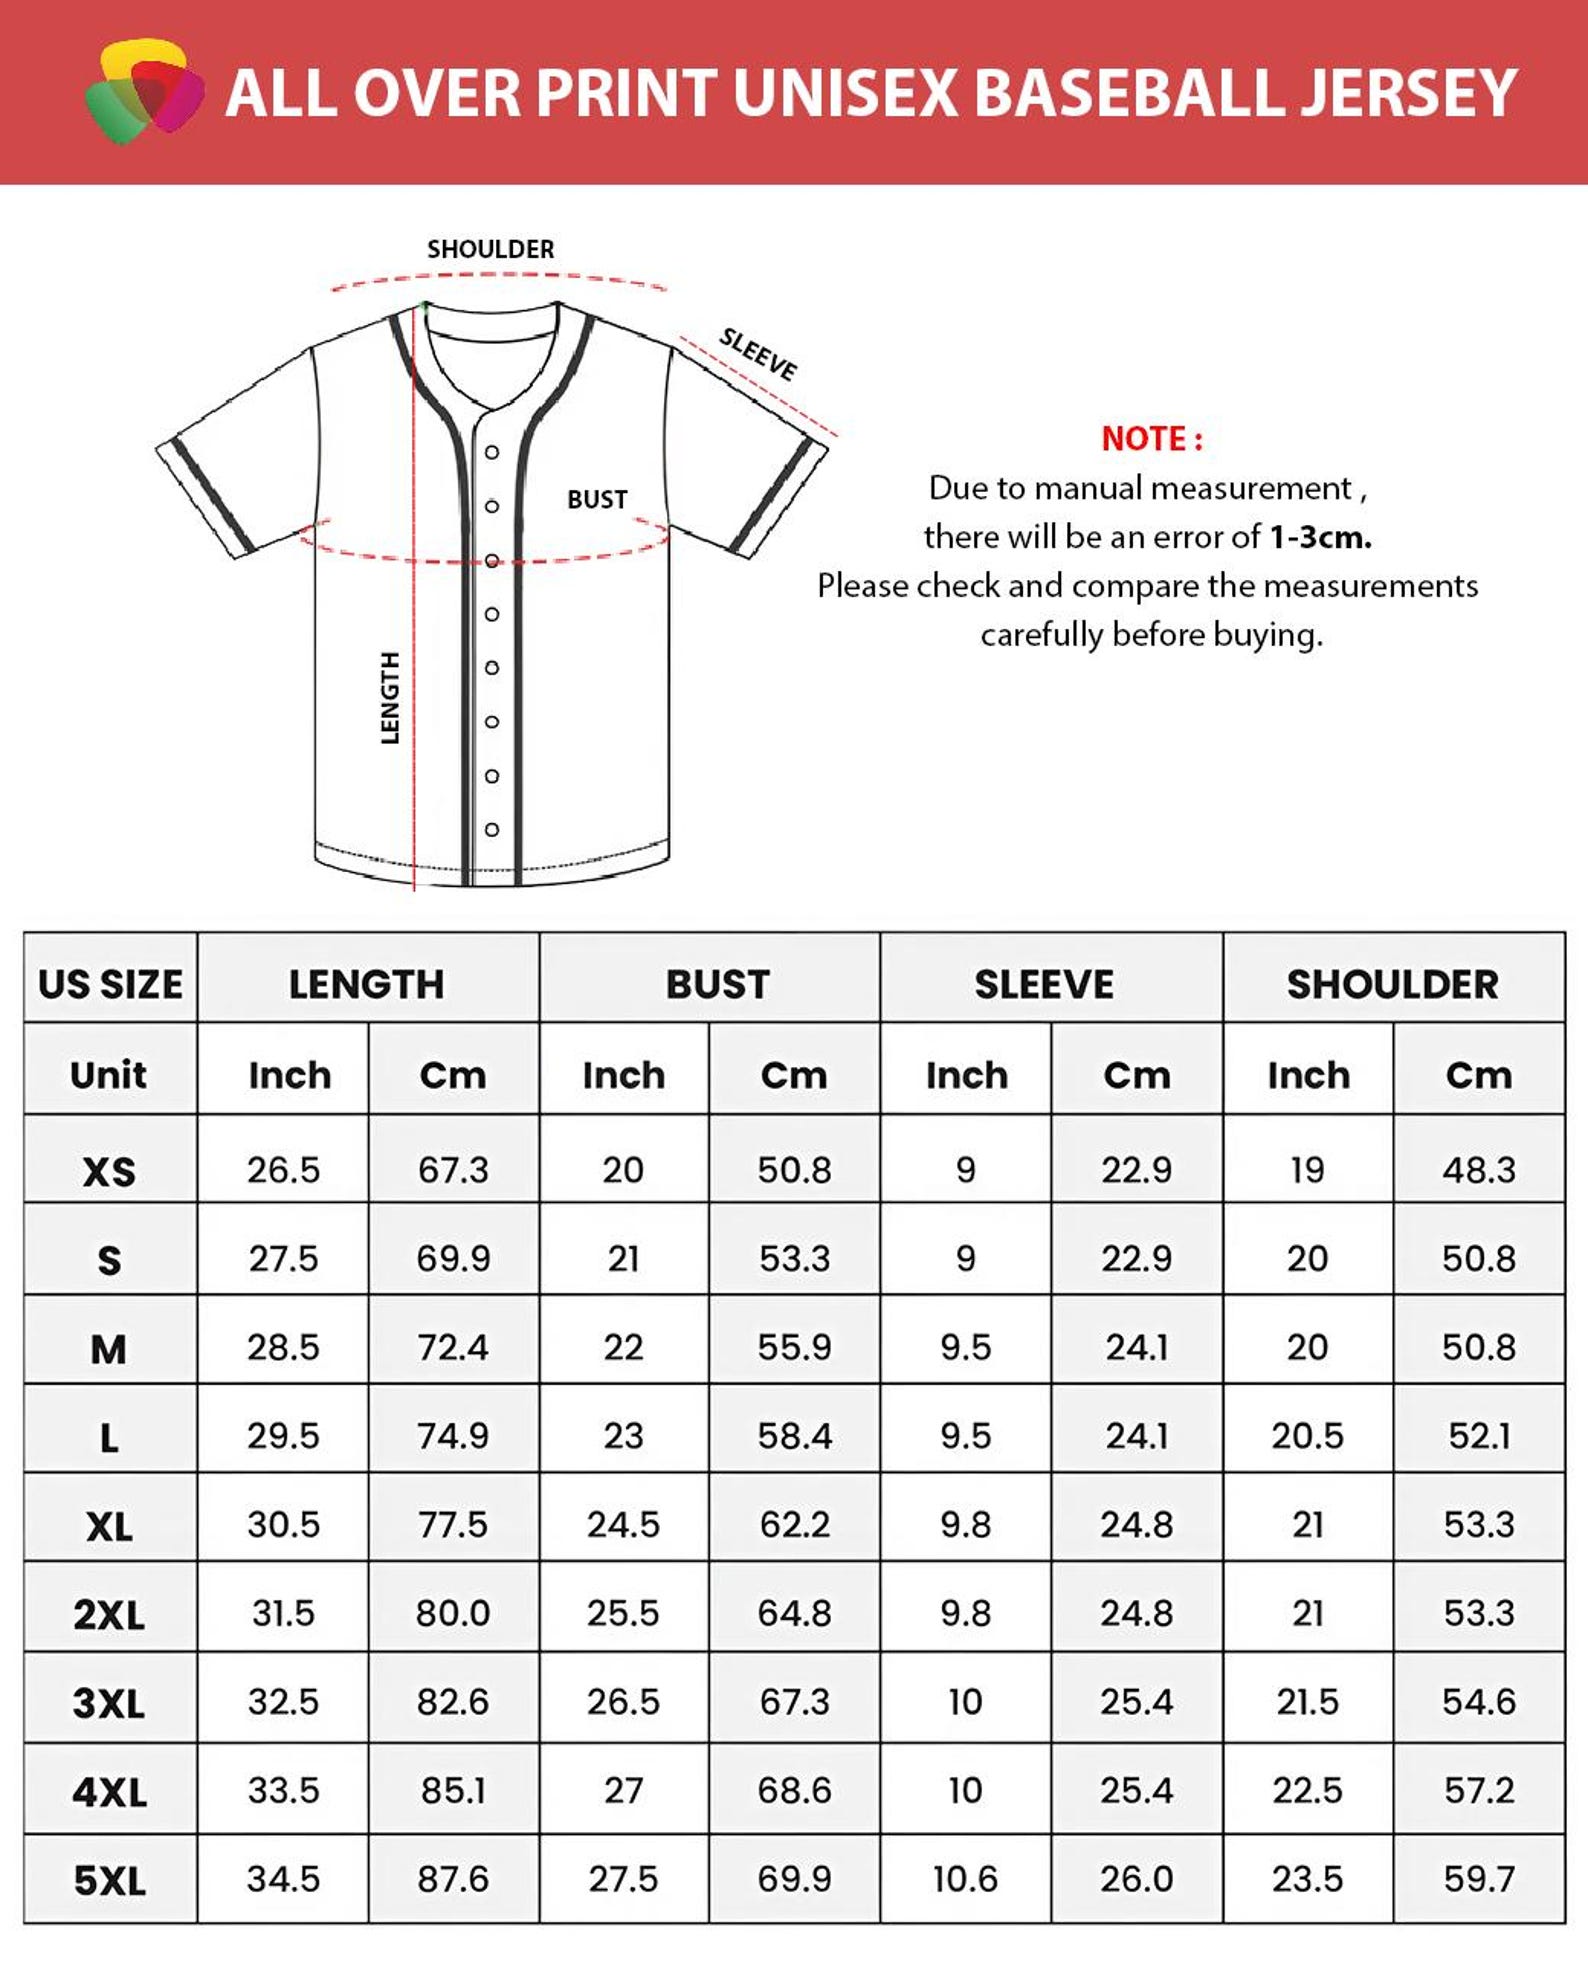 ALL OVER PRINT UNISEX BASEBALL JERSEY
SHOULDER
SLEEVE
BUST
LENGTH
NOTE :
Due to manual measurement ,
there will be an error of 1-3cm.
Please check and compare the measurements
carefully before buying.
US SIZE LENGTH BUST SLEEVE SHOULDER
Unit Inch Cm Inch Cm Inch Cm Inch Cm
XS 26.5 67.3 20 50.8 9 22.9 19 48.3
S 27.5 69.9 21 53.3 9 22.9 20 50.8
M 28.5 72.4 22 55.9 9.5 24.1 20 50.8
L 29.5 74.9 23 58.4 9.5 24.1 20.5 52.1
XL 30.5 77.5 24.5 62.2 9.8 24.8 21 53.3
2XL 31.5 80.0 25.5 64.8 9.8 24.8 21 53.3
3XL 32.5 82.6 26.5 67.3 10 25.4 21.5 54.6
4XL 33.5 85.1 27 68.6 10 25.4 22.5 57.2
5XL 34.5 87.6 27.5 69.9 10.6 26.0 23.5 59.7